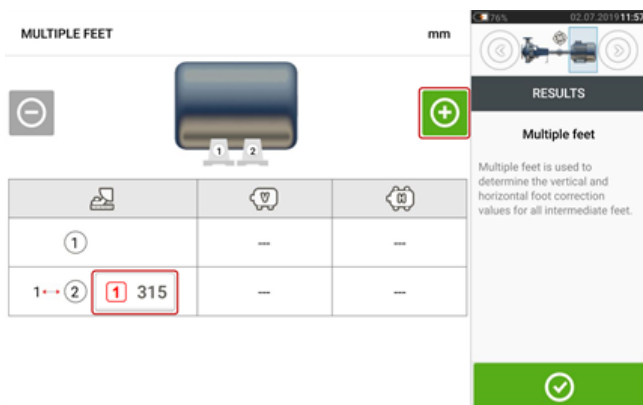 MULTIPLE FEET
mm
1 2
V H
1
--- ---
1↔2 1 315
--- ---
76% 02.07.2019 11:57
RESULTS
Multiple feet
Multiple feet is used to
determine the vertical and
horizontal foot correction
values for all intermediate feet.